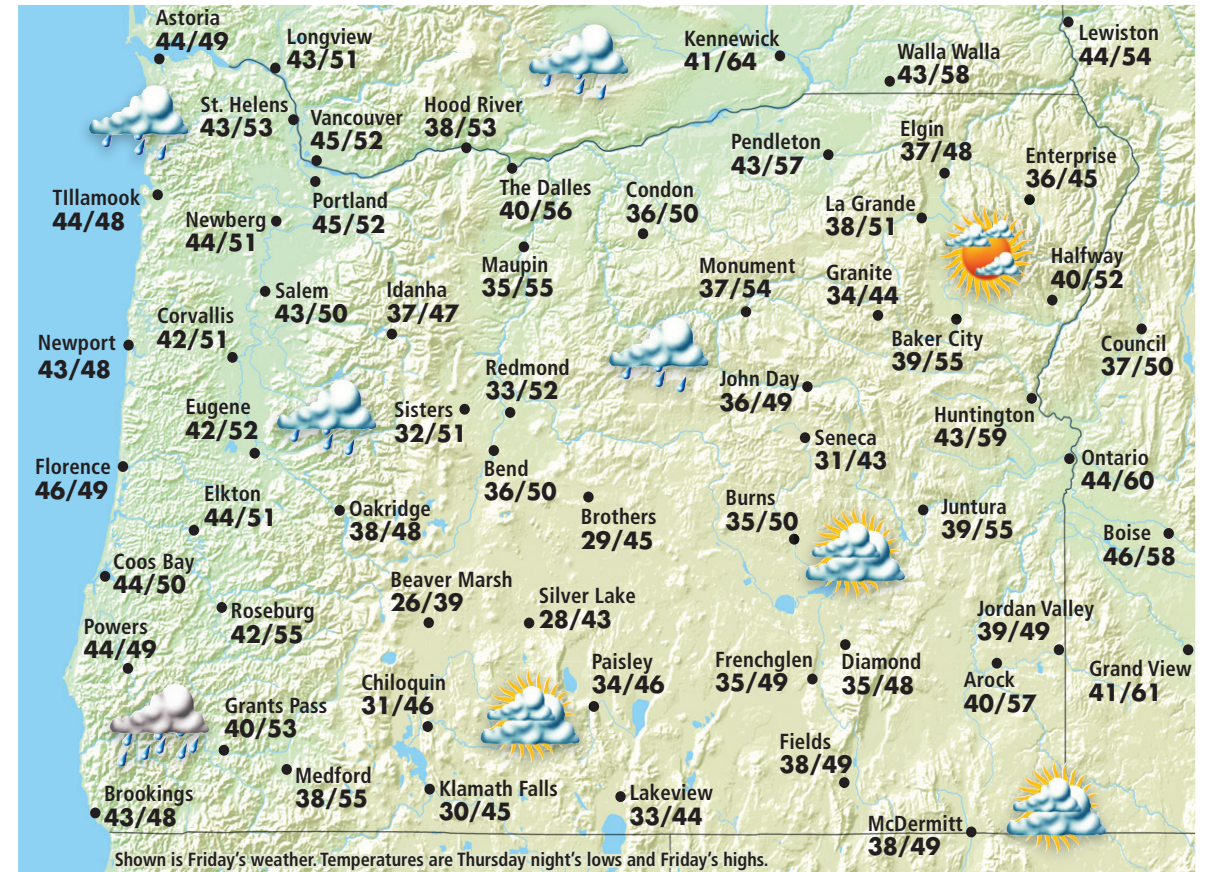 Astoria
44/49
Longview
43/51
Kennewick
41/64
Walla Walla
43/58
Lewiston
44/54
St. Helens
43/53
Vancouver
45/52
Hood River
38/53
Pendleton
43/57
Elgin
37/48
Enterprise
36/45
TIllamook
44/48
Newberg
44/51
Portland
45/52
The Dalles
40/56
Condon
36/50
La Grande
38/51
Maupin
35/55
Monument
37/54
Granite
34/44
Halfway
40/52
Salem
43/50
Idanha
37/47
Corvallis
42/51
Newport
43/48
Baker City
39/55
Council
37/50
Redmond
33/52
John Day
36/49
Eugene
42/52
Sisters
32/51
Huntington
43/59
Seneca
31/43
Florence
46/49
Bend
36/50
Ontario
44/60
Elkton
44/51
Oakridge
38/48
Brothers
29/45
Burns
35/50
Juntura
39/55
Boise
46/58
Coos Bay
44/50
Beaver Marsh
26/39
Silver Lake
28/43
Roseburg
42/55
Jordan Valley
39/49
Powers
44/49
Paisley
34/46
Frenchglen
35/49
Diamond
35/48
Arock
40/57
Grand View
41/61
Chiloquin
31/46
Grants Pass
40/53
Fields
38/49
Medford
38/55
Klamath Falls
30/45
Lakeview
33/44
Brookings
43/48
McDermitt
38/49
Shown is Friday's weather. Temperatures are Thursday night's lows and Friday's highs.